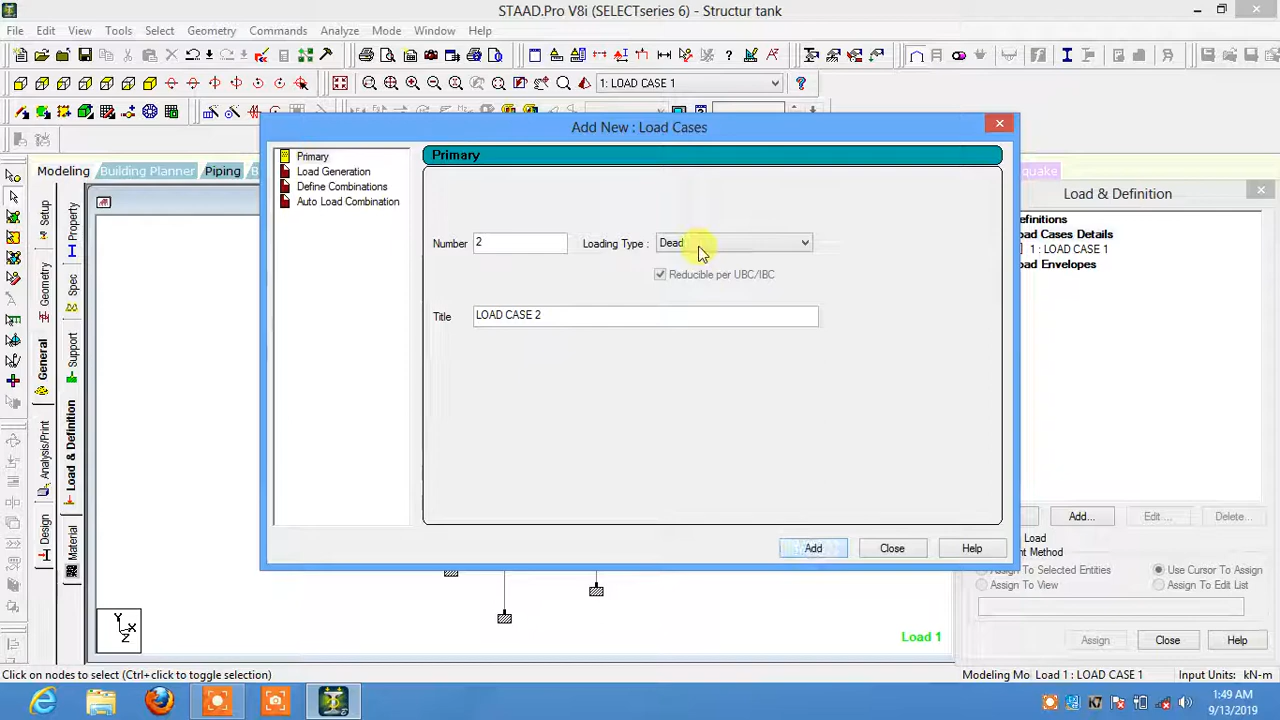 STAAD.Pro V8i (SELECTseries 6) - Structur tank
File Edit View Tools Select Geometry Commands Analyze Mode Window Help
1: LOAD CASE 1
Add New : Load Cases
Modeling Building Planner Piping quake
Primary
Load Generation
Define Combinations
Auto Load Combination
Primary
Number 2 Loading Type : Dead
Reducible per UBC/IBC
Title LOAD CASE 2
Add Close Help
Setup
Geometry
General
Analysis/Print
Design
Property
Spec
Support
Load & Definition
Material
Load & Definition
efinitions
oad Cases Details
1 : LOAD CASE 1
oad Envelopes
Add... Edit ... Delete...
Load
nt Method
Assign To Selected Entities Use Cursor To Assign
Assign To View Assign To Edit List
Assign Close Help
Y
X
Z
Load 1
Click on nodes to select (Ctrl+click to toggle selection) Modeling Mo Load 1 : LOAD CASE 1 Input Units: kN-m
1:49 AM
9/13/2019